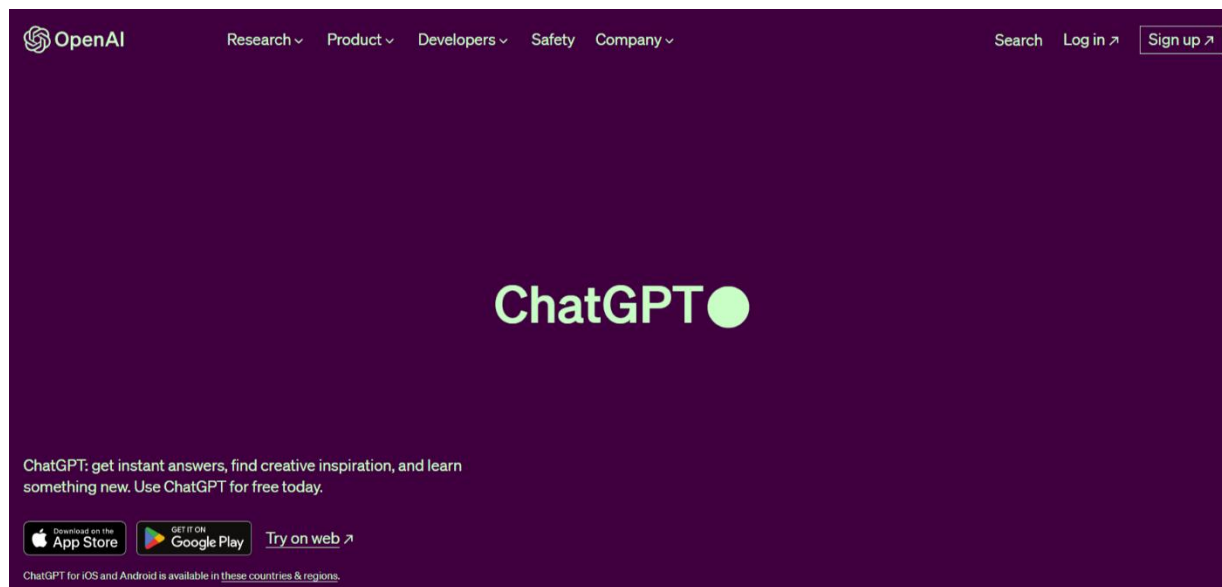 OpenAI Research Product Developers Safety Company Search Log in ↗ Sign up ↗
ChatGPT
ChatGPT: get instant answers, find creative inspiration, and learn
something new. Use ChatGPT for free today.
Download on the
App Store
GET IT ON
Google Play
Try on web ↗
ChatGPT for iOS and Android is available in these countries & regions.